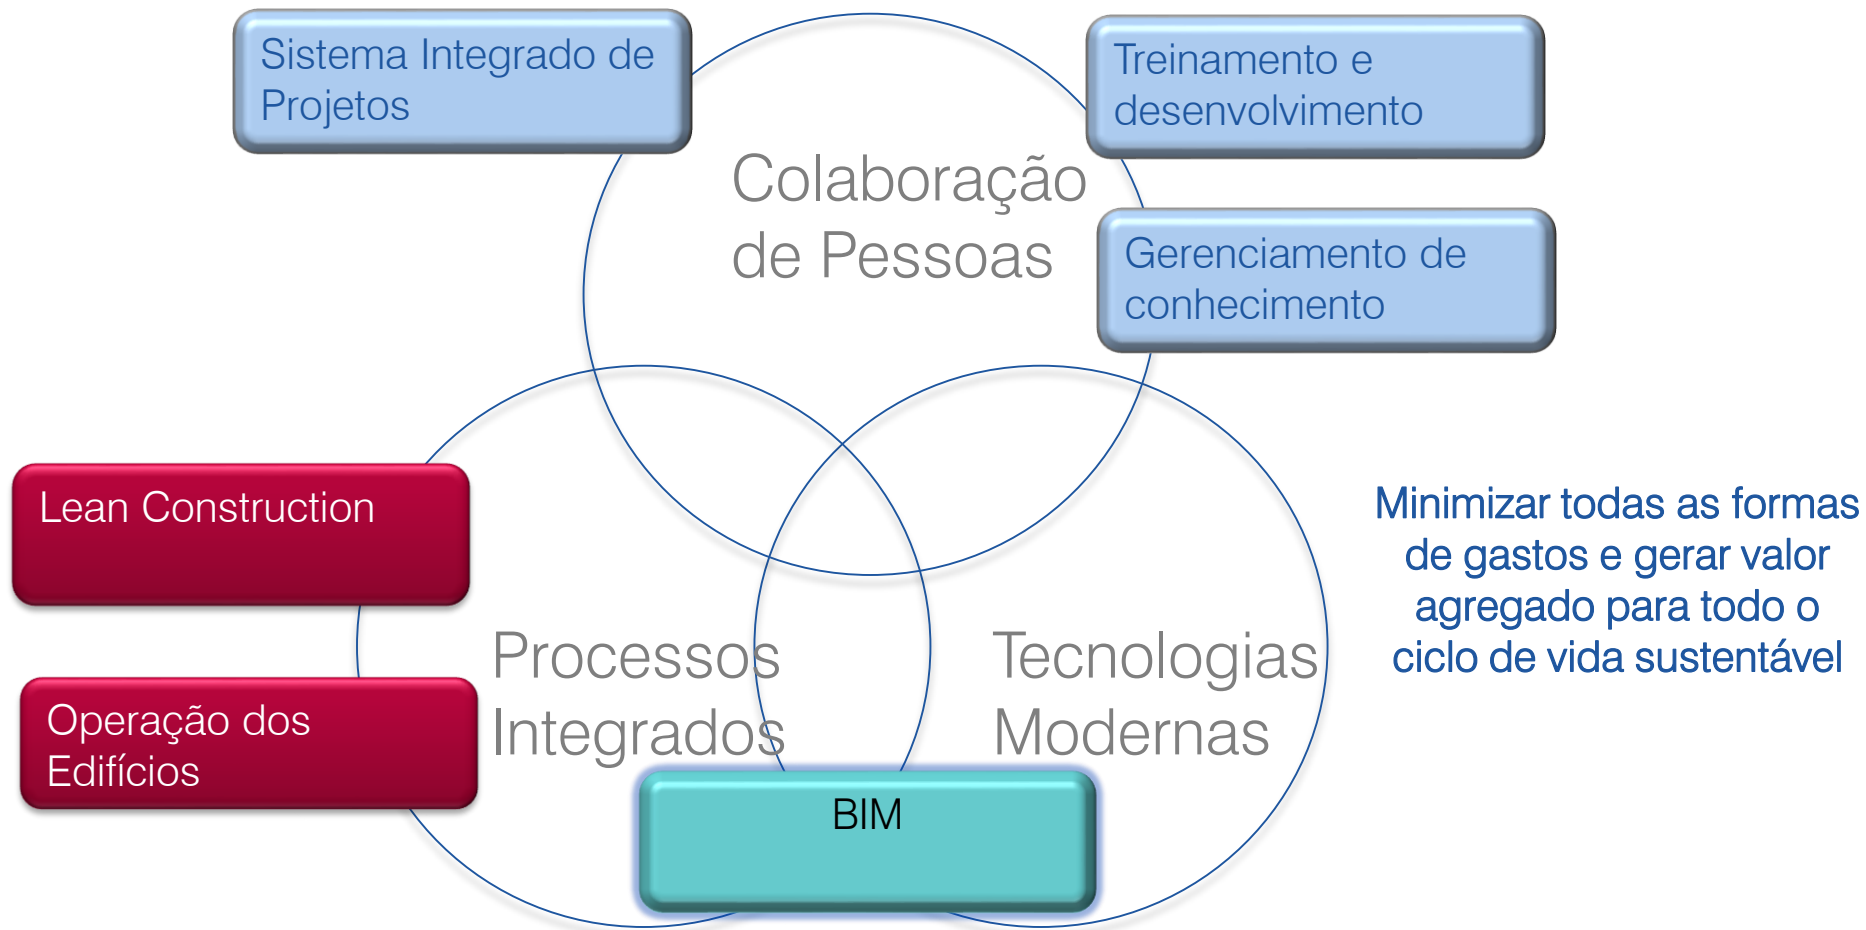 Sistema Integrado de
Projetos
Treinamento e
desenvolvimento
Colaboração
de Pessoas
Gerenciamento de
conhecimento
Lean Construction
Minimizar todas as formas
de gastos e gerar valor
agregado para todo o
ciclo de vida sustentável
Processos
Integrados
Tecnologias
Modernas
Operação dos
Edifícios
BIM